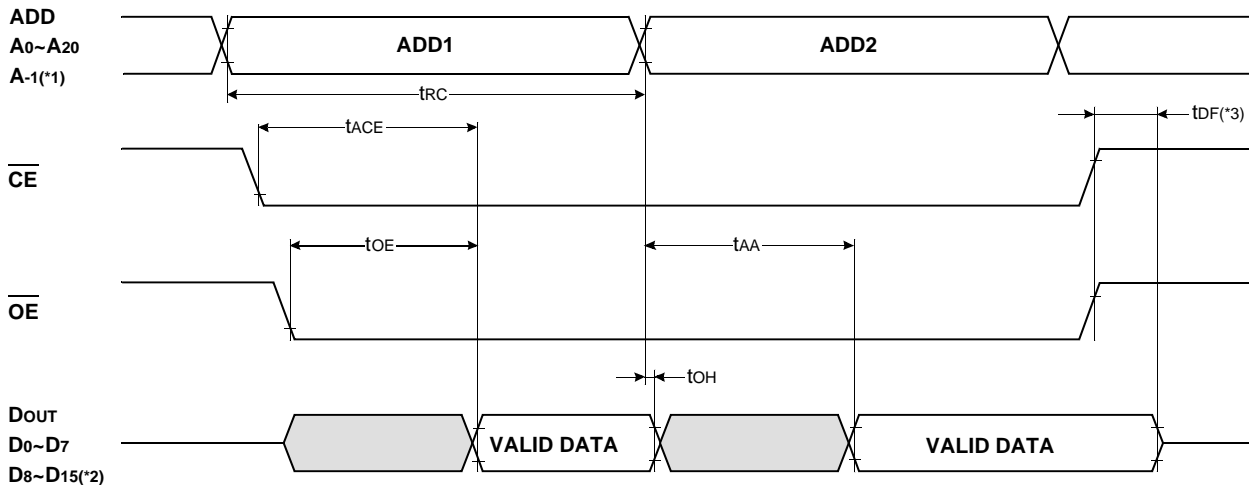 ADD
A0~A20
A-1(*1)
ADD1
ADD2
tRC
tACE
tDF(*3)
CE
tOE
tAA
OE
tOH
DOUT
D0~D7
D8~D15(*2)
VALID DATA
VALID DATA